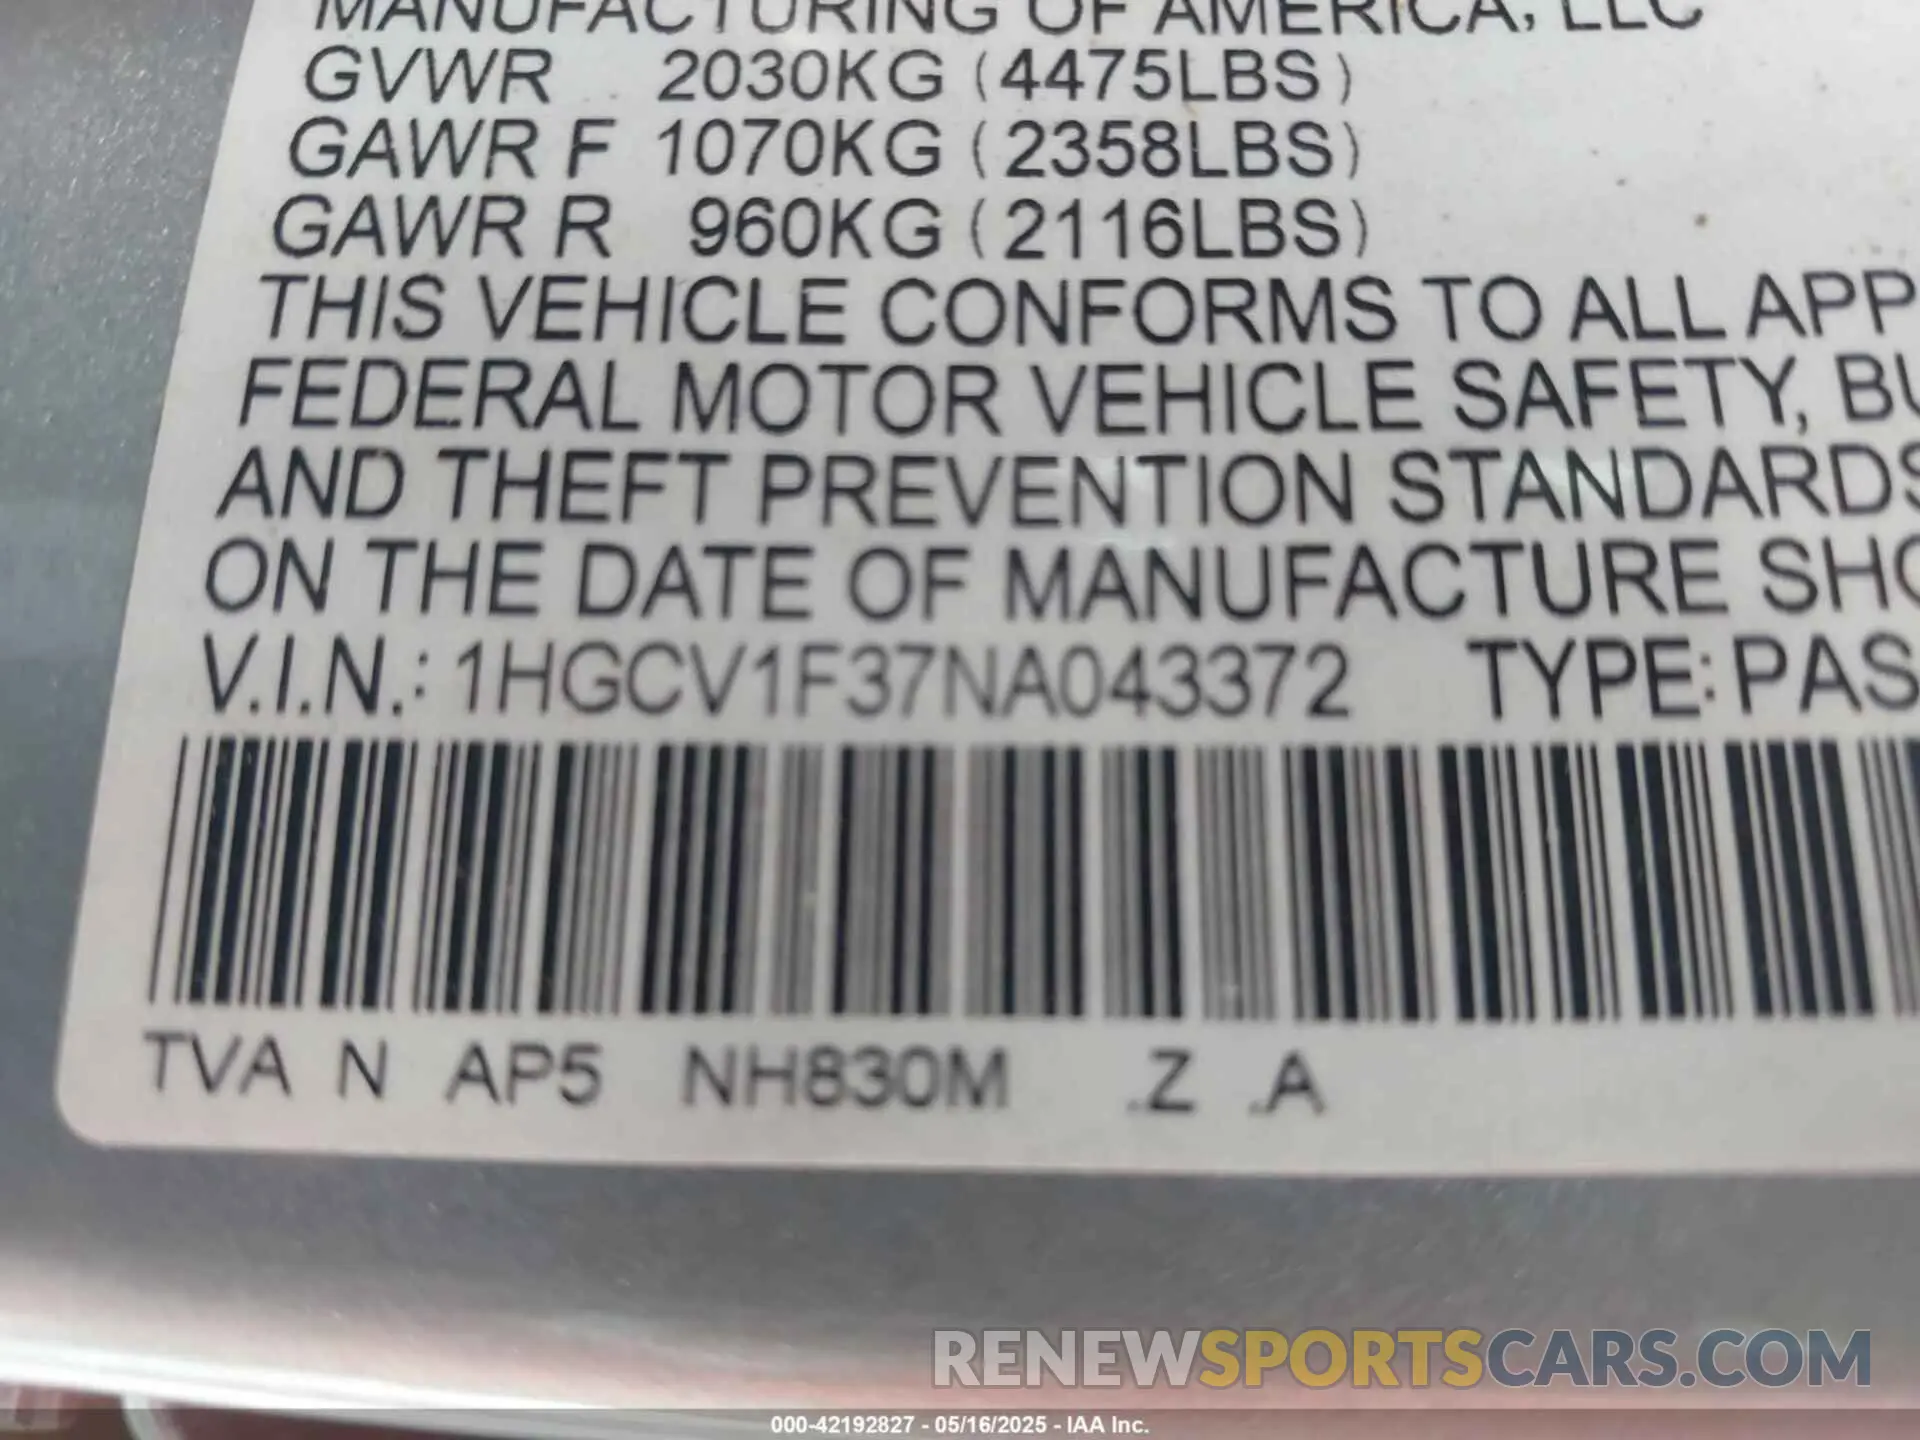 MANUFACTURING OF AMERICA, LLC
GVWR 2030KG (4475LBS)
GAWR F 1070KG (2358LBS)
GAWR R 960KG (2116LBS)
THIS VEHICLE CONFORMS TO ALL APP
FEDERAL MOTOR VEHICLE SAFETY, BU
AND THEFT PREVENTION STANDARDS
ON THE DATE OF MANUFACTURE SHO
V.I.N.: 1HGCV1F37NA043372 TYPE: PAS
TVA N AP5 NH830M .Z .A
RENEWSPORTSCARS.COM
000-42192827 - 05/16/2025 - IAA Inc.